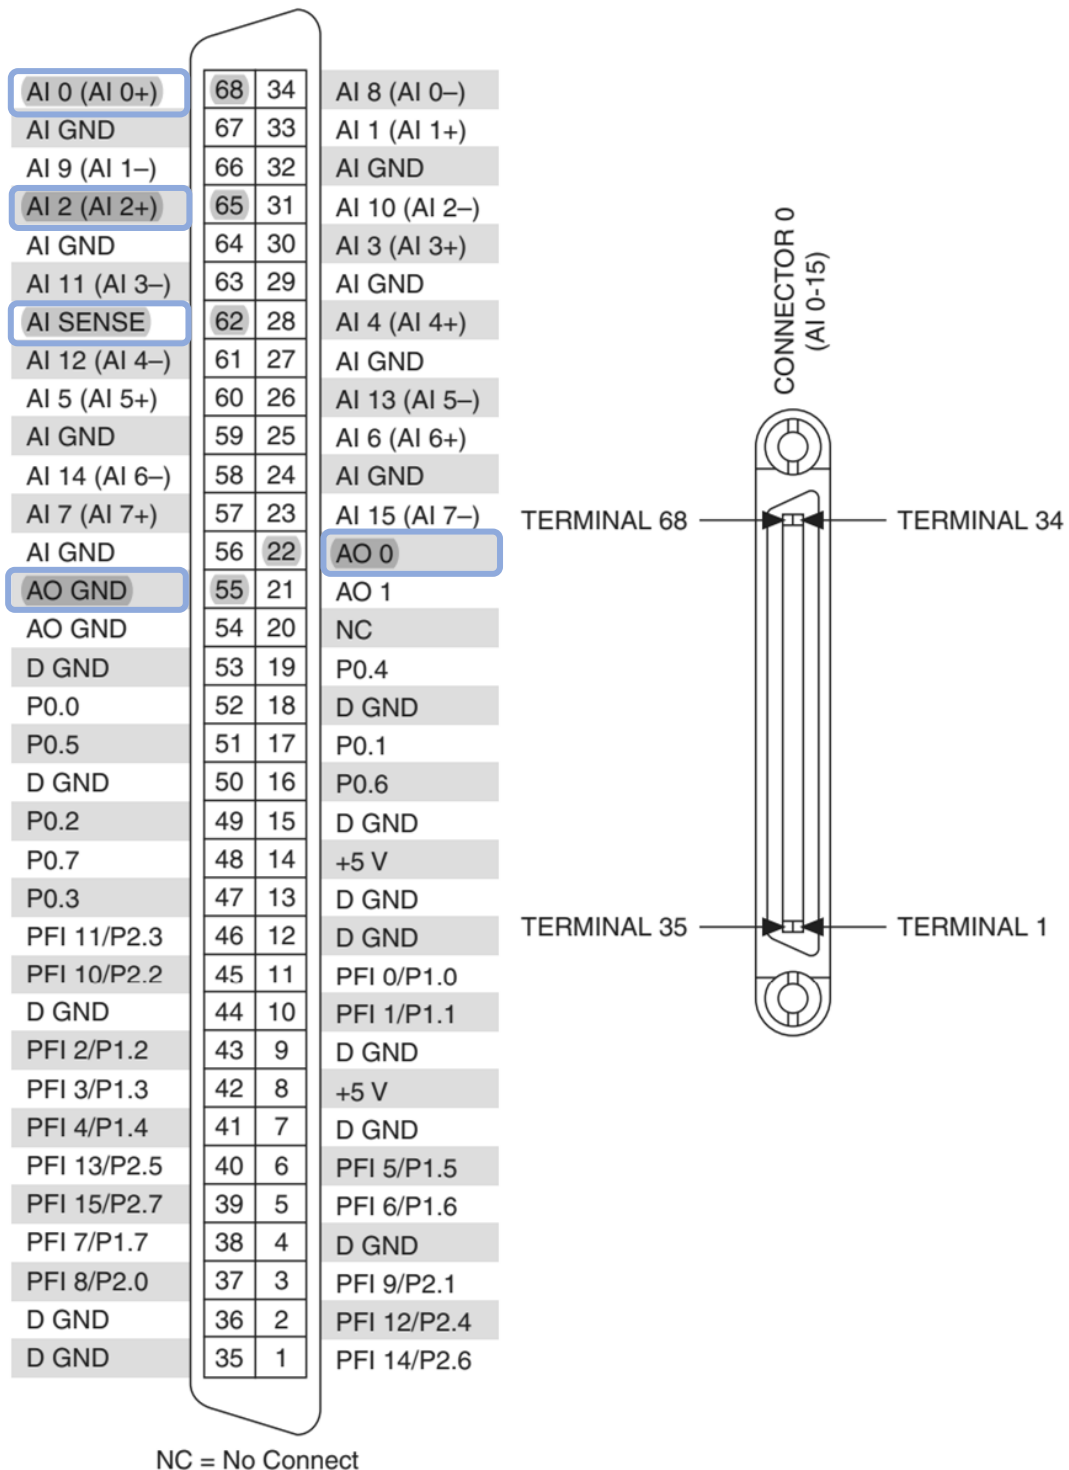 AI 0 (AI 0+) 68 34 AI 8 (AI 0–)
AI GND 67 33 AI 1 (AI 1+)
AI 9 (AI 1–) 66 32 AI GND
AI 2 (AI 2+) 65 31 AI 10 (AI 2–)
AI GND 64 30 AI 3 (AI 3+)
AI 11 (AI 3–) 63 29 AI GND
AI SENSE 62 28 AI 4 (AI 4+)
AI 12 (AI 4–) 61 27 AI GND
AI 5 (AI 5+) 60 26 AI 13 (AI 5–)
AI GND 59 25 AI 6 (AI 6+)
AI 14 (AI 6–) 58 24 AI GND
AI 7 (AI 7+) 57 23 AI 15 (AI 7–)
AI GND 56 22 AO 0
AO GND 55 21 AO 1
AO GND 54 20 NC
D GND 53 19 P0.4
P0.0 52 18 D GND
P0.5 51 17 P0.1
D GND 50 16 P0.6
P0.2 49 15 D GND
P0.7 48 14 +5 V
P0.3 47 13 D GND
PFI 11/P2.3 46 12 D GND
PFI 10/P2.2 45 11 PFI 0/P1.0
D GND 44 10 PFI 1/P1.1
PFI 2/P1.2 43 9 D GND
PFI 3/P1.3 42 8 +5 V
PFI 4/P1.4 41 7 D GND
PFI 13/P2.5 40 6 PFI 5/P1.5
PFI 15/P2.7 39 5 PFI 6/P1.6
PFI 7/P1.7 38 4 D GND
PFI 8/P2.0 37 3 PFI 9/P2.1
D GND 36 2 PFI 12/P2.4
D GND 35 1 PFI 14/P2.6
NC = No Connect
CONNECTOR 0
(AI 0-15)
TERMINAL 68 TERMINAL 34
TERMINAL 35 TERMINAL 1